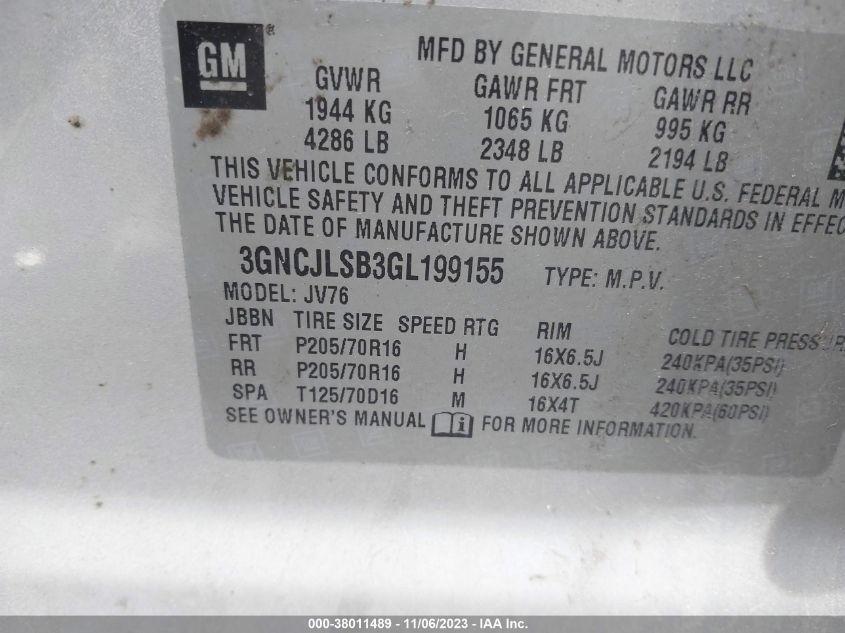 GM
MFD BY GENERAL MOTORS LLC
GVWR GAWR FRT GAWR RR
1944 KG 1065 KG 995 KG
4286 LB 2348 LB 2194 LB
THIS VEHICLE CONFORMS TO ALL APPLICABLE U.S. FEDERAL M
VEHICLE SAFETY AND THEFT PREVENTION STANDARDS IN EFFEC
THE DATE OF MANUFACTURE SHOWN ABOVE.
3GNCJLSB3GL199155 TYPE: M.P.V.
MODEL: JV76
JBBN TIRE SIZE SPEED RTG RIM COLD TIRE PRESSUR
FRT P205/70R16 H 16X6.5J 240KPA(35PSI)
RR P205/70R16 H 16X6.5J 240KPA(35PSI)
SPA T125/70D16 M 16X4T 420KPA(60PSI)
SEE OWNER'S MANUAL FOR MORE INFORMATION.
000-38011489 - 11/06/2023 - IAA Inc.